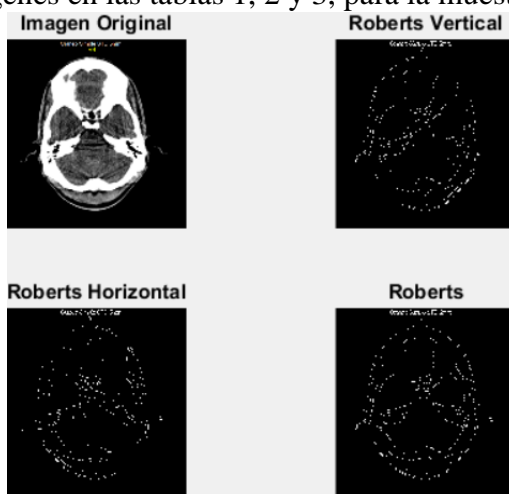 genes en las tablas 1, 2 y 3, para la muest
Imagen Original
Roberts Vertical
Roberts Horizontal
Roberts